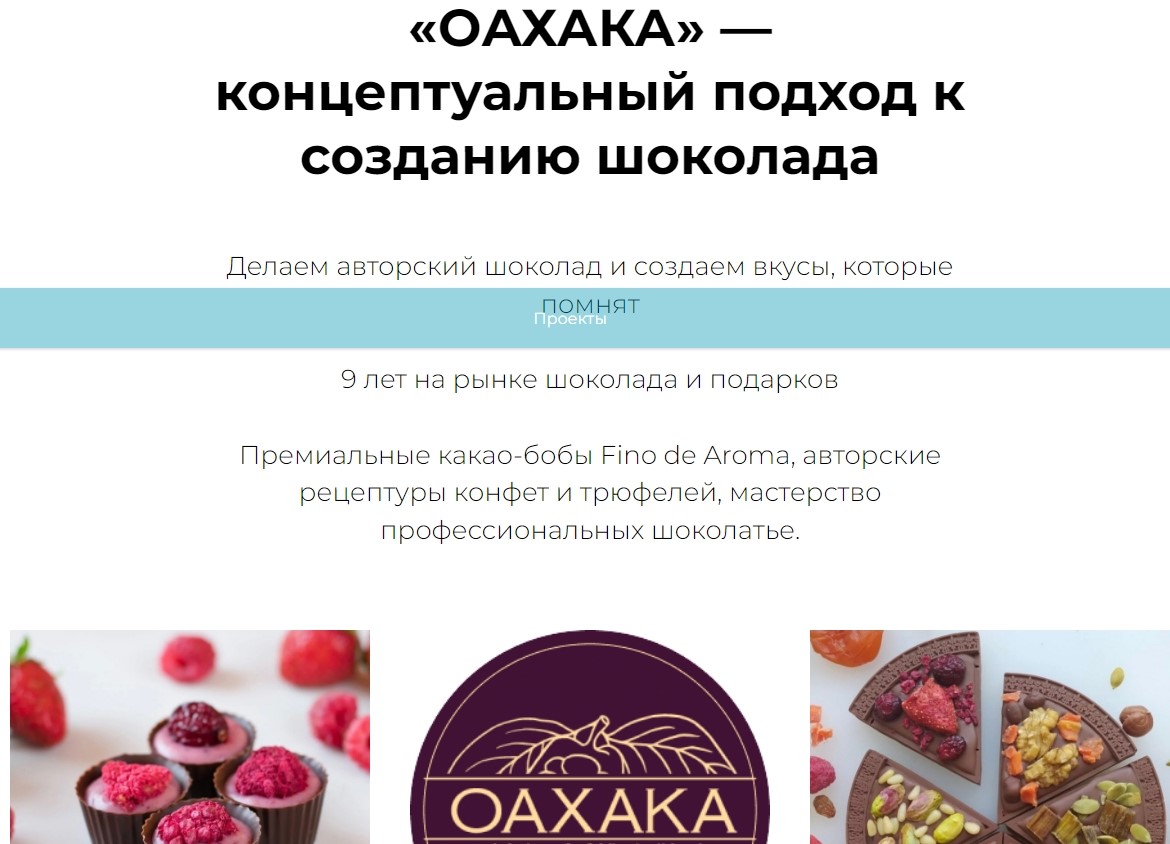 «ОАХАКА» —
концептуальный подход к
созданию шоколада
Делаем авторский шоколад и создаем вкусы, которые
помнят
Проекты
9 лет на рынке шоколада и подарков
Премиальные какао-бобы Fino de Aroma, авторские
рецептуры конфет и трюфелей, мастерство
профессиональных шоколатье.
ОАХАКА